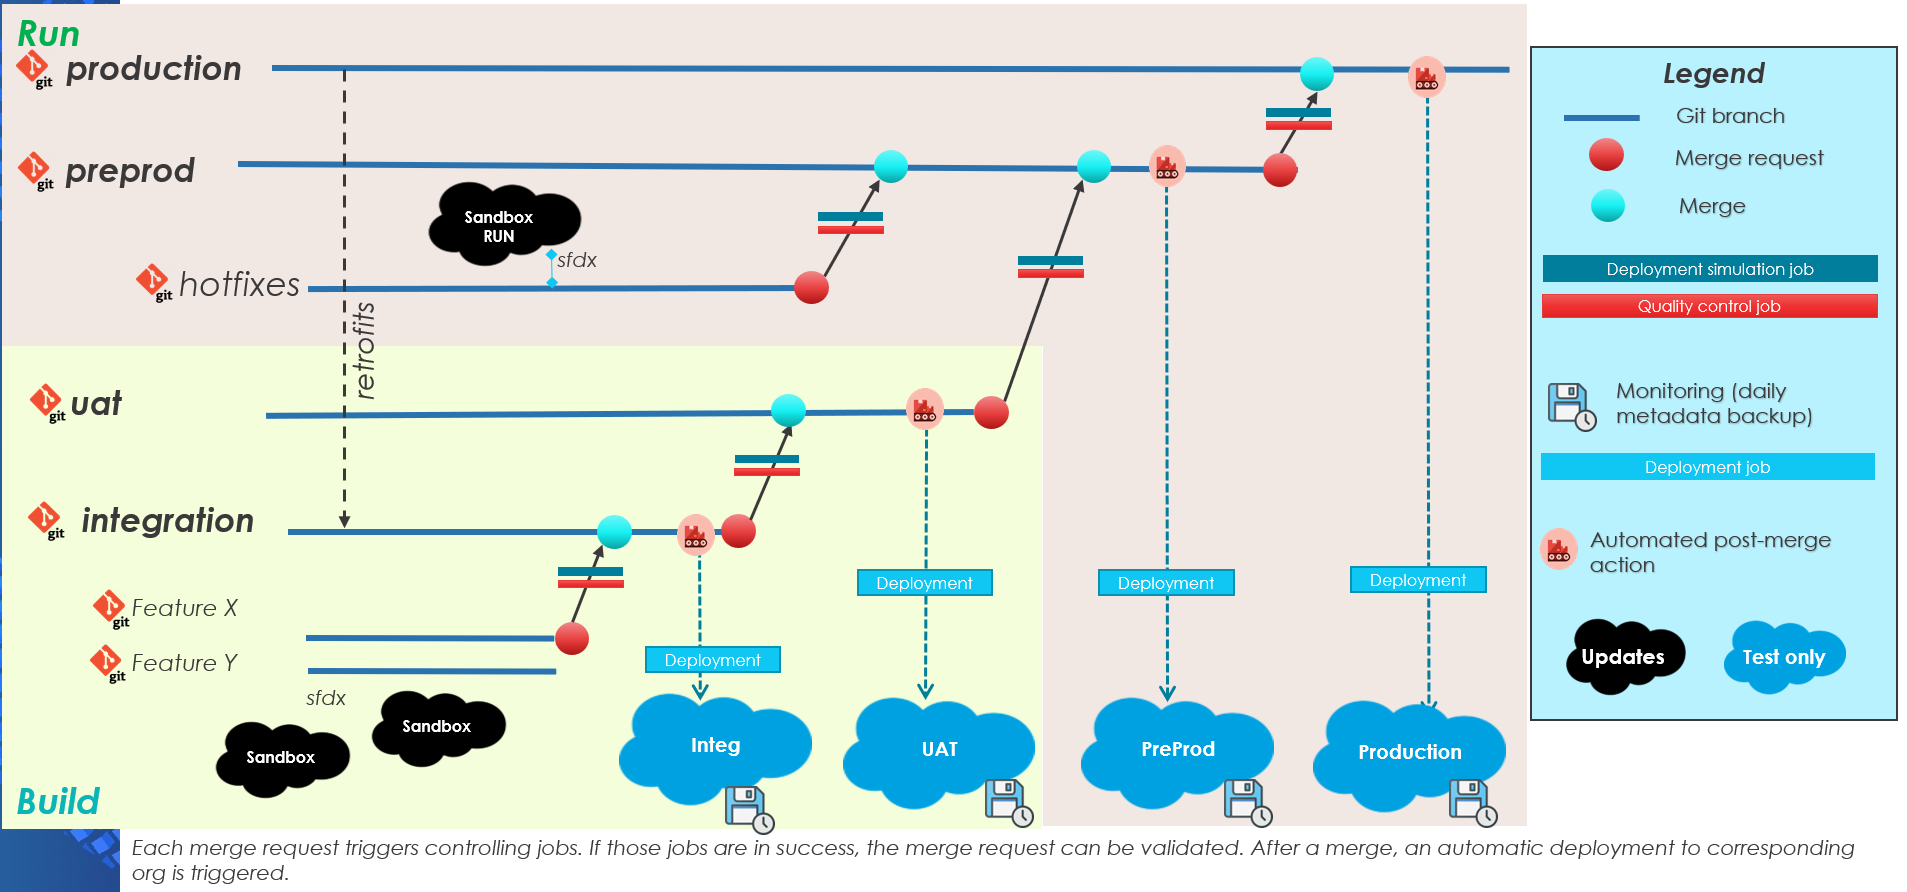 Run
git production
git preprod
Sandbox
RUN
sfdx
git hotfixes
retrofits
git uat
git integration
git Feature X
git Feature Y
sfdx
Sandbox
Sandbox
Build
Deployment
Deployment
Deployment
Deployment
Integ
UAT
PreProd
Production
Legend
Git branch
Merge request
Merge
Deployment simulation job
Quality control job
Monitoring (daily
metadata backup)
Deployment job
Automated post-merge
action
Updates
Test only
Each merge request triggers controlling jobs. If those jobs are in success, the merge request can be validated. After a merge, an automatic deployment to corresponding
org is triggered.